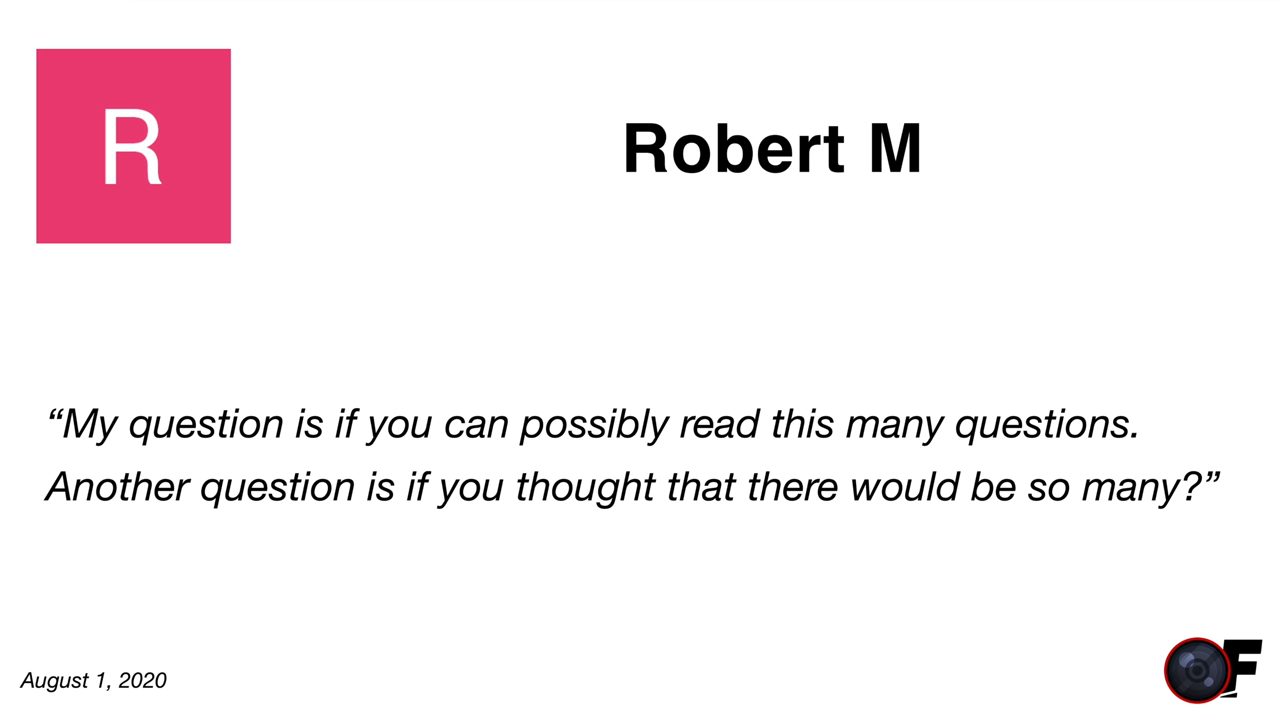 R
Robert M
“My question is if you can possibly read this many questions.
Another question is if you thought that there would be so many?”
August 1, 2020
F